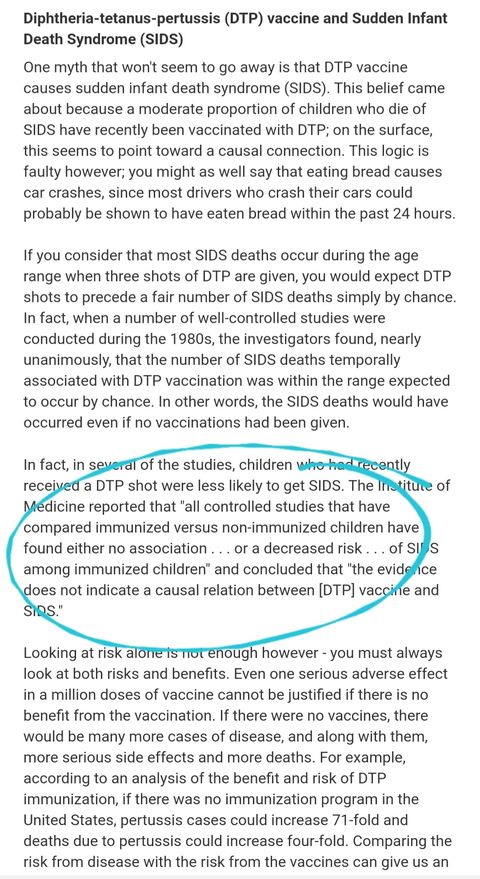 Diphtheria-tetanus-pertussis (DTP) vaccine and Sudden Infant
Death Syndrome (SIDS)
One myth that won't seem to go away is that DTP vaccine
causes sudden infant death syndrome (SIDS). This belief came
about because a moderate proportion of children who die of
SIDS have recently been vaccinated with DTP; on the surface,
this seems to point toward a causal connection. This logic is
faulty however; you might as well say that eating bread causes
car crashes, since most drivers who crash their cars could
probably be shown to have eaten bread within the past 24 hours.
If you consider that most SIDS deaths occur during the age
range when three shots of DTP are given, you would expect DTP
shots to precede a fair number of SIDS deaths simply by chance.
In fact, when a number of well-controlled studies were
conducted during the 1980s, the investigators found, nearly
unanimously, that the number of SIDS deaths temporally
associated with DTP vaccination was within the range expected
to occur by chance. In other words, the SIDS deaths would have
occurred even if no vaccinations had been given.
In fact, in several of the studies, children who had recently
received a DTP shot were less likely to get SIDS. The Institute of
Medicine reported that "all controlled studies that have
compared immunized versus non-immunized children have
found either no association . . . or a decreased risk . . . of SIDS
among immunized children" and concluded that "the evidence
does not indicate a causal relation between [DTP] vaccine and
SIDS."
Looking at risk alone is not enough however - you must always
look at both risks and benefits. Even one serious adverse effect
in a million doses of vaccine cannot be justified if there is no
benefit from the vaccination. If there were no vaccines, there
would be many more cases of disease, and along with them,
more serious side effects and more deaths. For example,
according to an analysis of the benefit and risk of DTP
immunization, if there was no immunization program in the
United States, pertussis cases could increase 71-fold and
deaths due to pertussis could increase four-fold. Comparing the
risk from disease with the risk from the vaccines can give us an